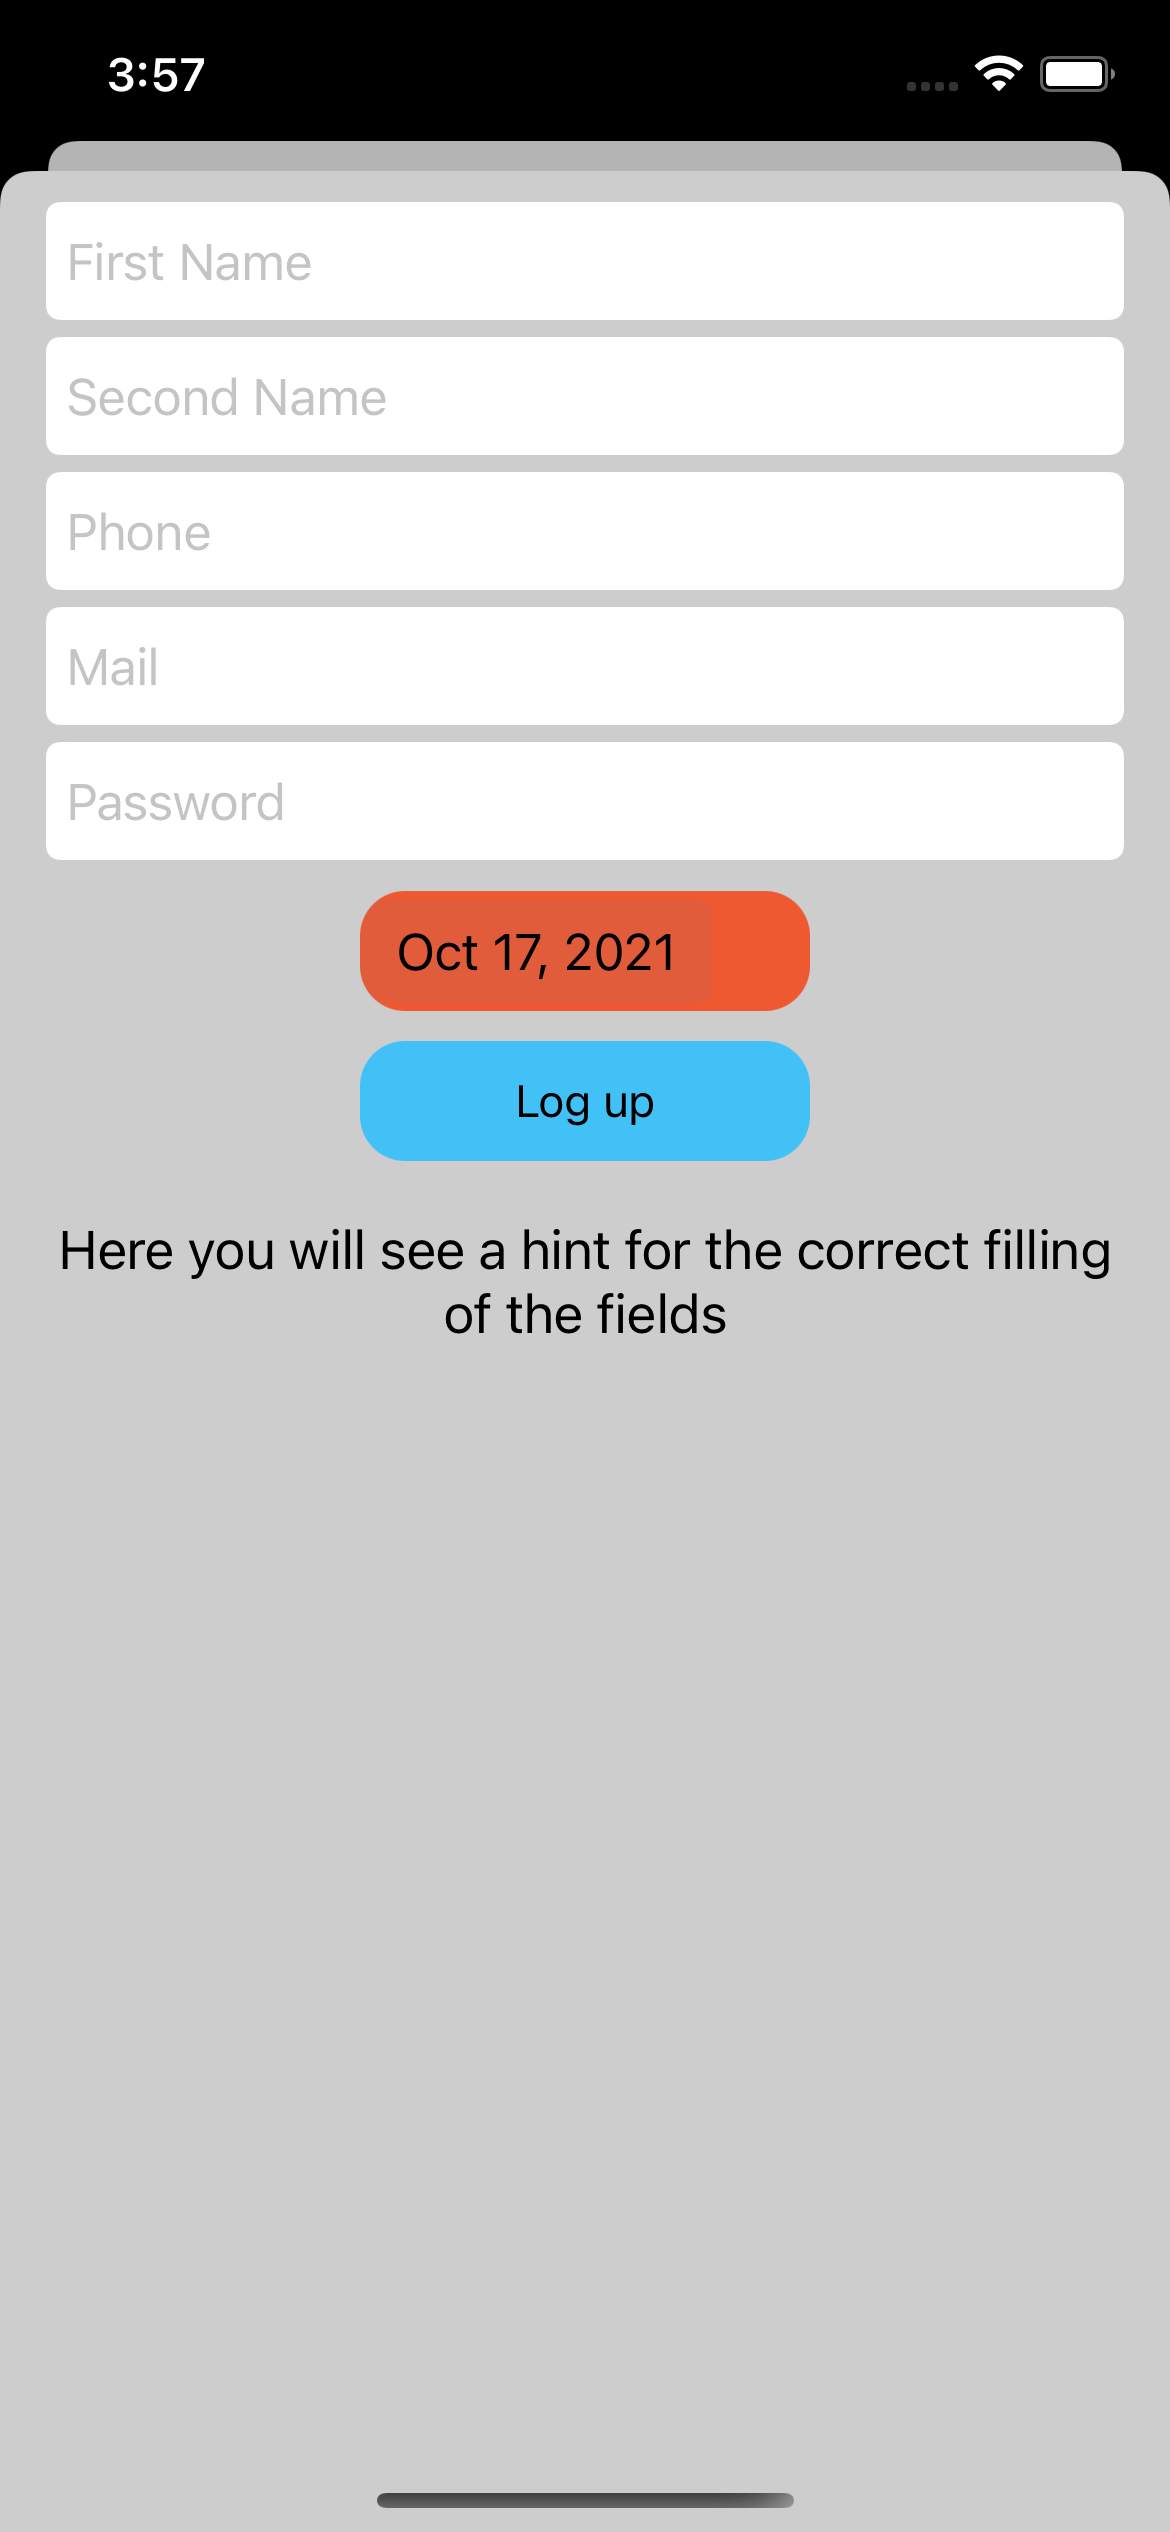 3:57
First Name
Second Name
Phone
Mail
Password
Oct 17, 2021
Log up
Here you will see a hint for the correct filling
of the fields